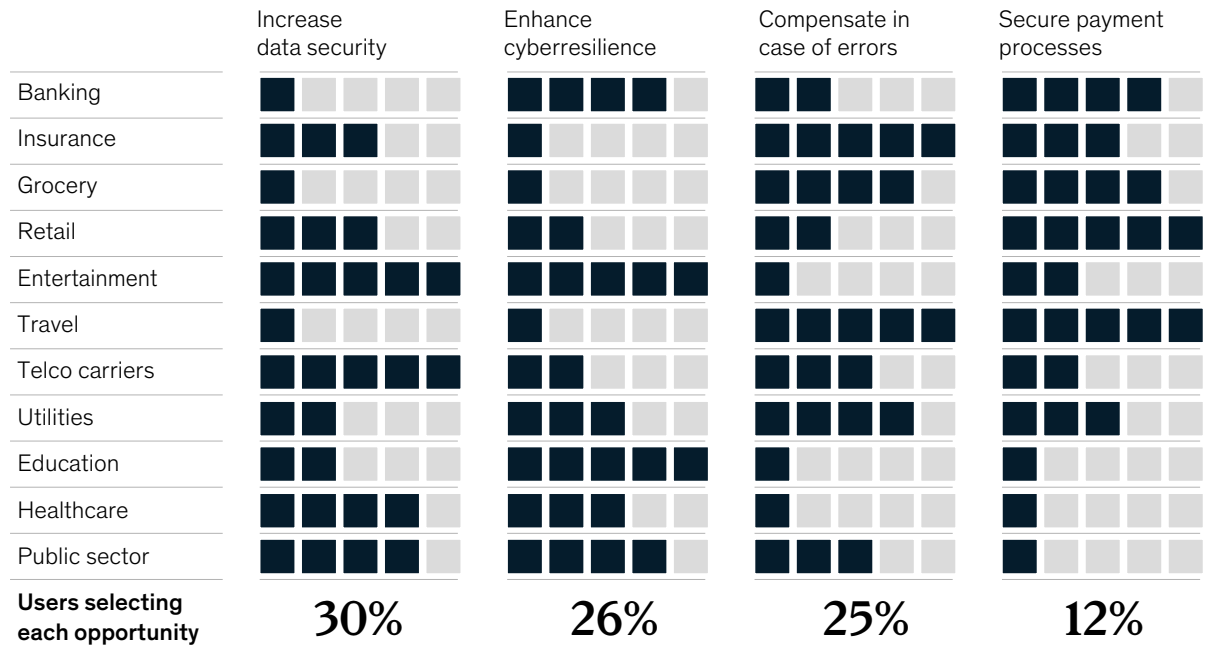 Increase
data security
Enhance
cyberresilience
Compensate in
case of errors
Secure payment
processes
Banking
Insurance
Grocery
Retail
Entertainment
Travel
Telco carriers
Utilities
Education
Healthcare
Public sector
Users selecting
each opportunity
30%
26%
25%
12%